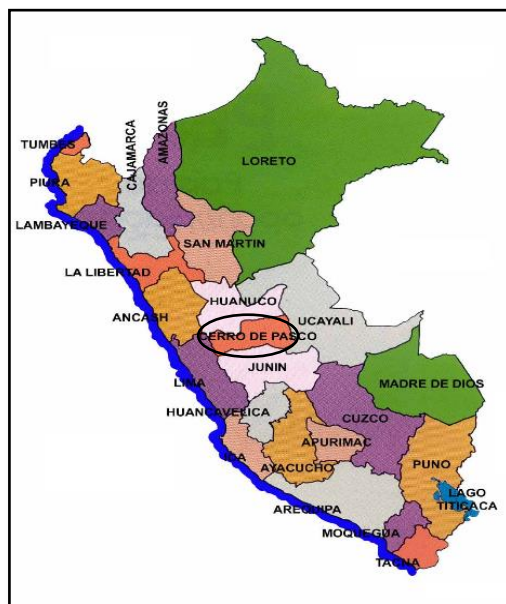 TUMBES
PIURA
CAJAMARCA
AMAZONAS
LORETO
LAMBAYEQUE
SAN MARTIN
LA LIBERTAD
HUANUCO
ANCASH
UCAYALI
CERRO DE PASCO
JUNIN
LIMA
MADRE DE DIOS
HUANCAVELICA
CUZCO
APURIMAC
ICA
AYACUCHO
PUNO
LAGO
TITICACA
AREQUIPA
MOQUEGUA
TACNA